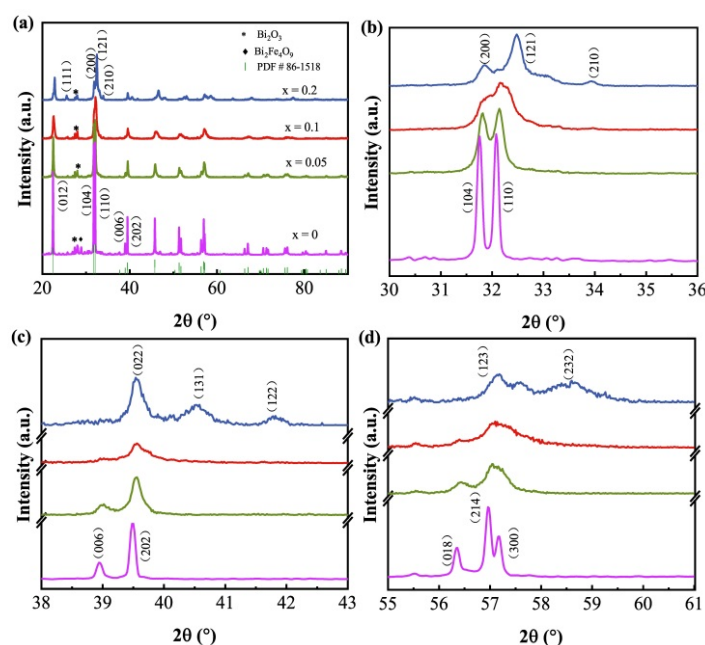 (a)
* Bi₂O₃
♦ Bi₂Fe₄O₉
| PDF # 86-1518
(111)
(200)
(121)
(210)
x = 0.2
x = 0.1
x = 0.05
x = 0
(012)
(104)
(110)
(006)
(202)
Intensity (a.u.)
20 40 60 80
2θ (°)
(b)
(200)
(121)
(210)
(104)
(110)
Intensity (a.u.)
30 31 32 33 34 35 36
2θ (°)
(c)
(022)
(131)
(122)
(006)
(202)
Intensity (a.u.)
38 39 40 41 42 43
2θ (°)
(d)
(123)
(232)
(018)
(214)
(300)
Intensity (a.u.)
55 56 57 58 59 60 61
2θ (°)